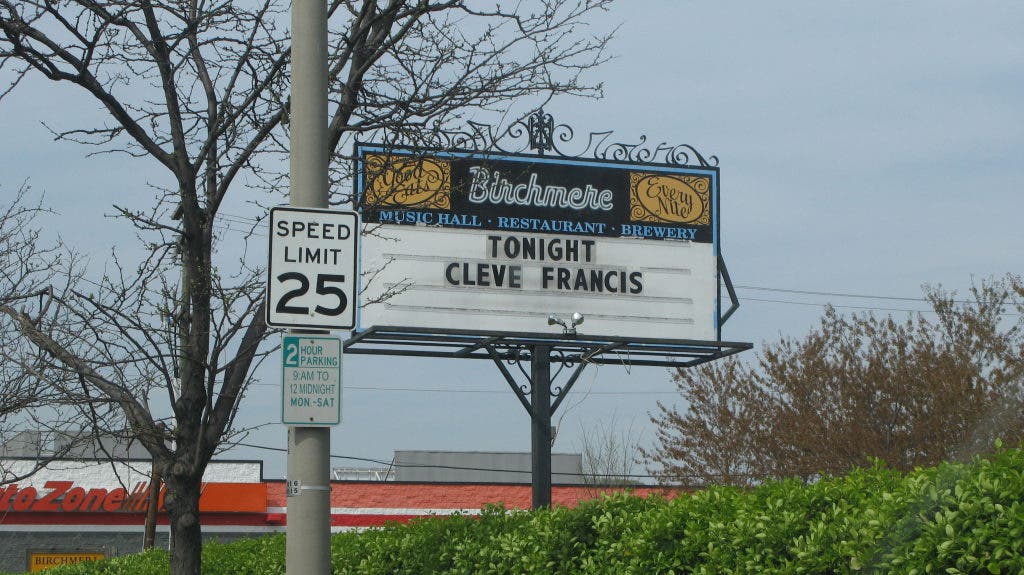 Good
Eats
Birchmere
Every
Nite
MUSIC HALL · RESTAURANT · BREWERY
TONIGHT
CLEVE FRANCIS
SPEED
LIMIT
25
2 HOUR
PARKING
9 AM TO
12 MIDNIGHT
MON.-SAT
utoZone
BIRCHMERE